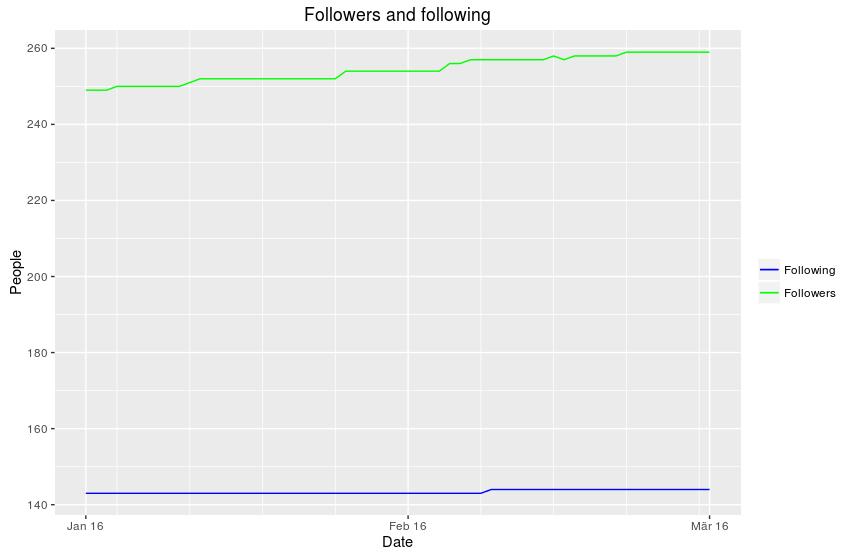 Followers and following
People
260
240
220
200
180
160
140
Jan 16
Feb 16
Mär 16
Date
Following
Followers